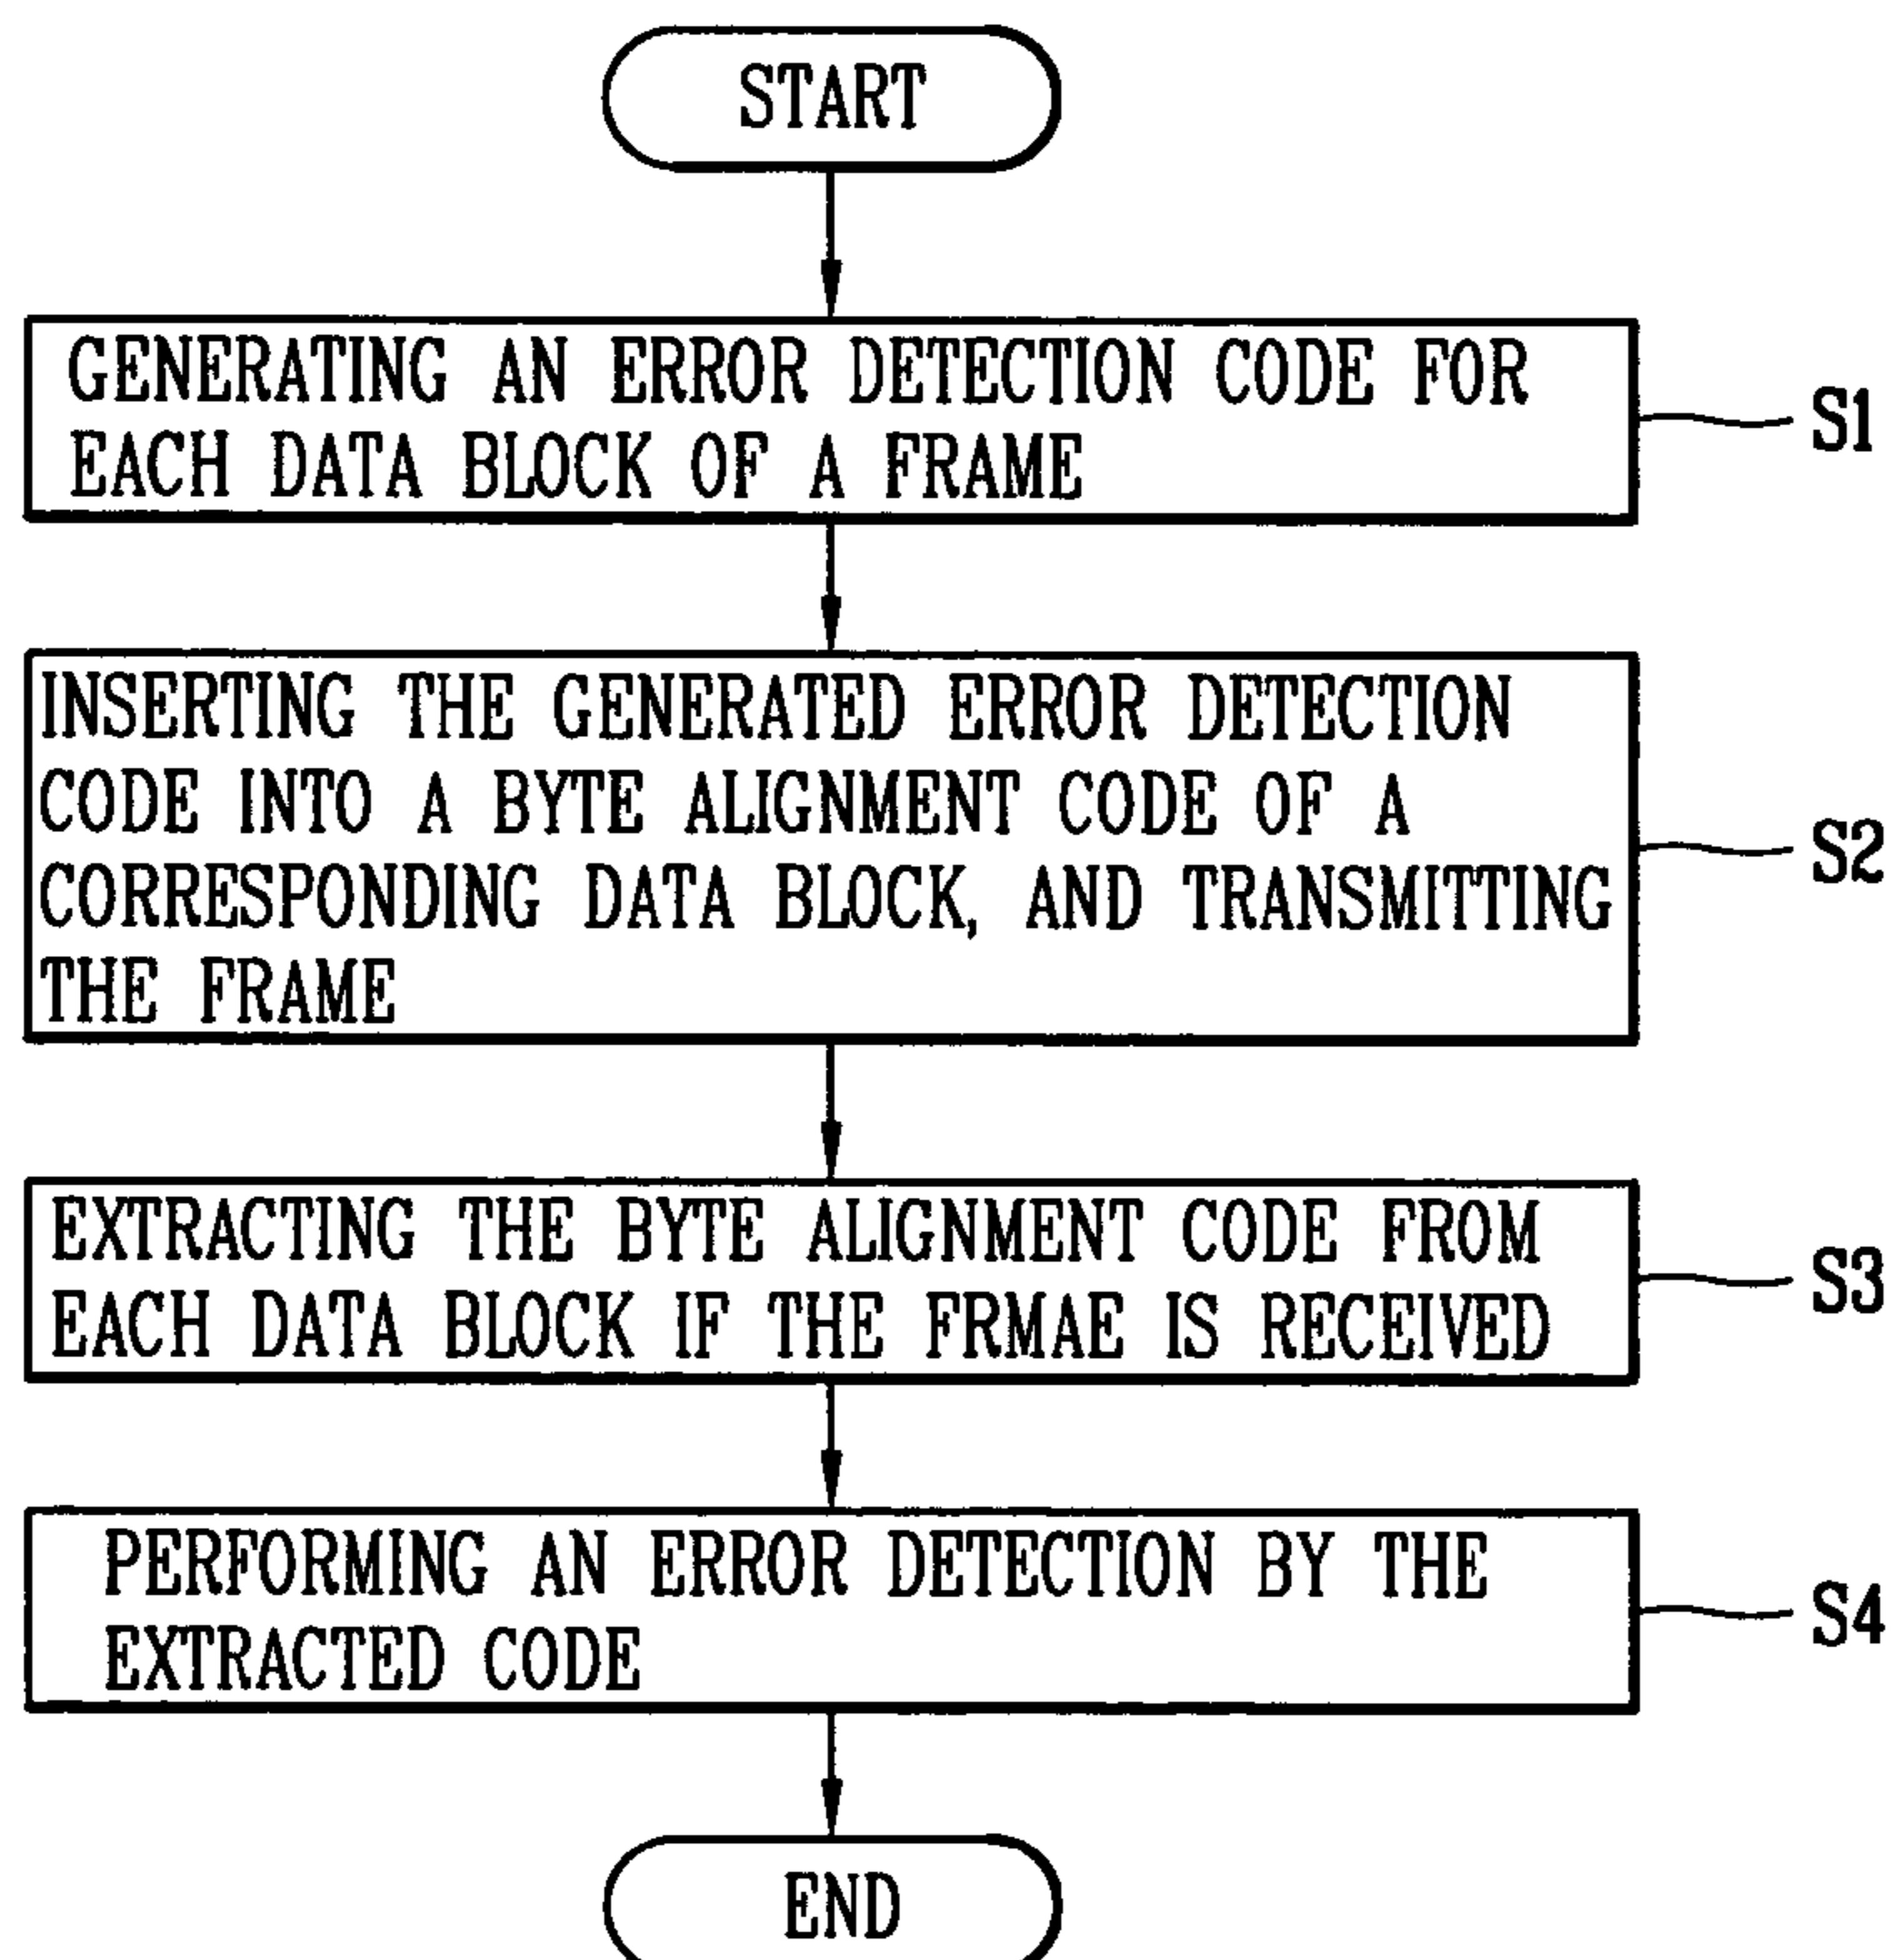 START
GENERATING AN ERROR DETECTION CODE FOR
EACH DATA BLOCK OF A FRAME
S1
INSERTING THE GENERATED ERROR DETECTION
CODE INTO A BYTE ALIGNMENT CODE OF A
CORRESPONDING DATA BLOCK, AND TRANSMITTING
THE FRAME
S2
EXTRACTING THE BYTE ALIGNMENT CODE FROM
EACH DATA BLOCK IF THE FRMAE IS RECEIVED
S3
PERFORMING AN ERROR DETECTION BY THE
EXTRACTED CODE
S4
END